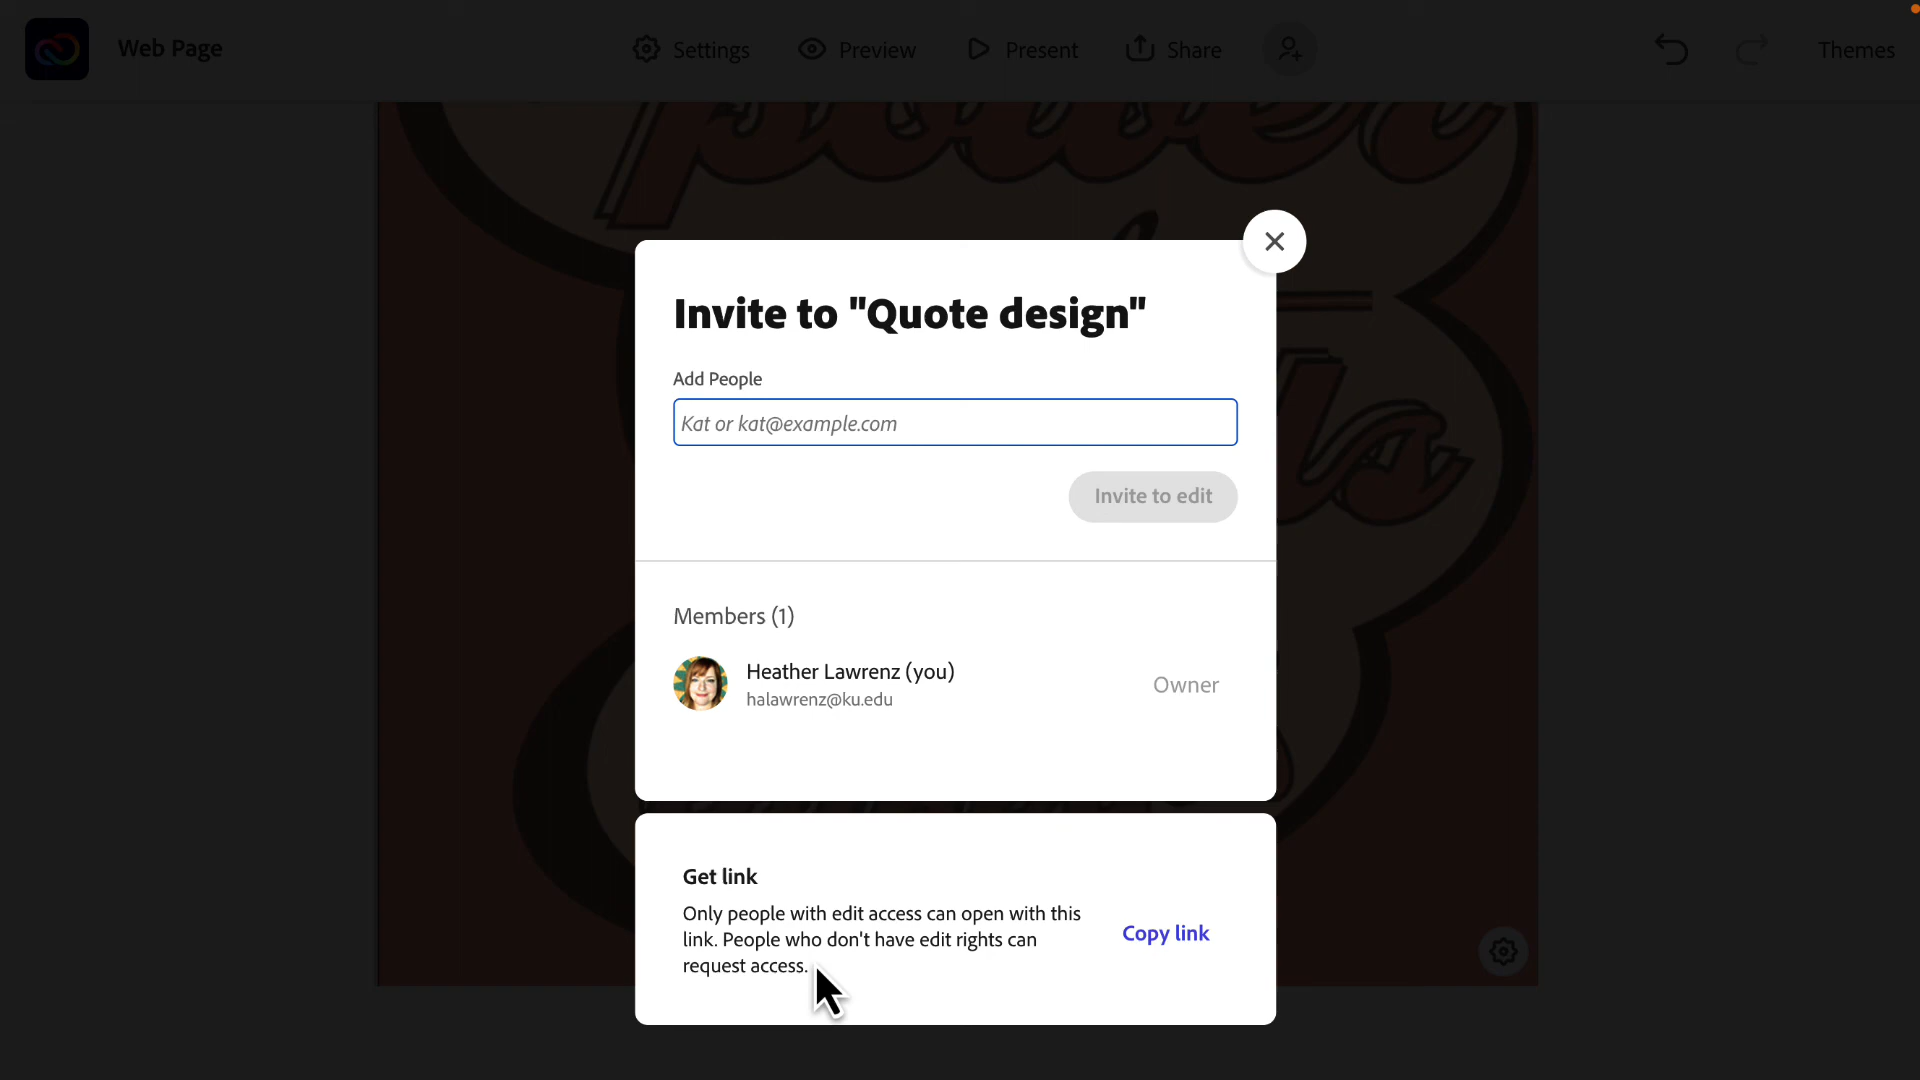 Web Page
Settings
Preview
Present
Share
Themes
power
Invite to "Quote design"
Add People
Kat or kat@example.com
Invite to edit
Members (1)
Heather Lawrenz (you)
halawrenz@ku.edu
Owner
Get link
Only people with edit access can open with this
link. People who don't have edit rights can
request access.
Copy link